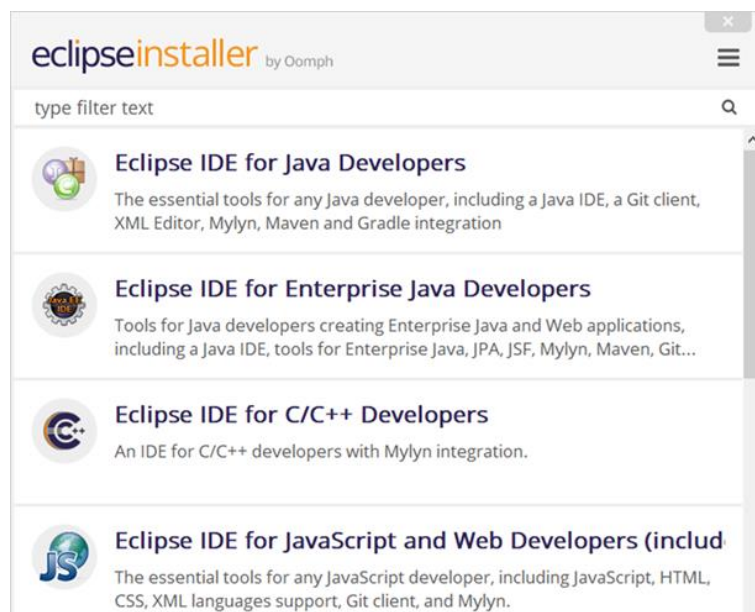 eclipseinstaller by Oomph
type filter text
Eclipse IDE for Java Developers
The essential tools for any Java developer, including a Java IDE, a Git client,
XML Editor, Mylyn, Maven and Gradle integration
Java EE
IDE
Eclipse IDE for Enterprise Java Developers
Tools for Java developers creating Enterprise Java and Web applications,
including a Java IDE, tools for Enterprise Java, JPA, JSF, Mylyn, Maven, Git...
C++
Eclipse IDE for C/C++ Developers
An IDE for C/C++ developers with Mylyn integration.
JS
Eclipse IDE for JavaScript and Web Developers (includ
The essential tools for any JavaScript developer, including JavaScript, HTML,
CSS, XML languages support, Git client, and Mylyn.